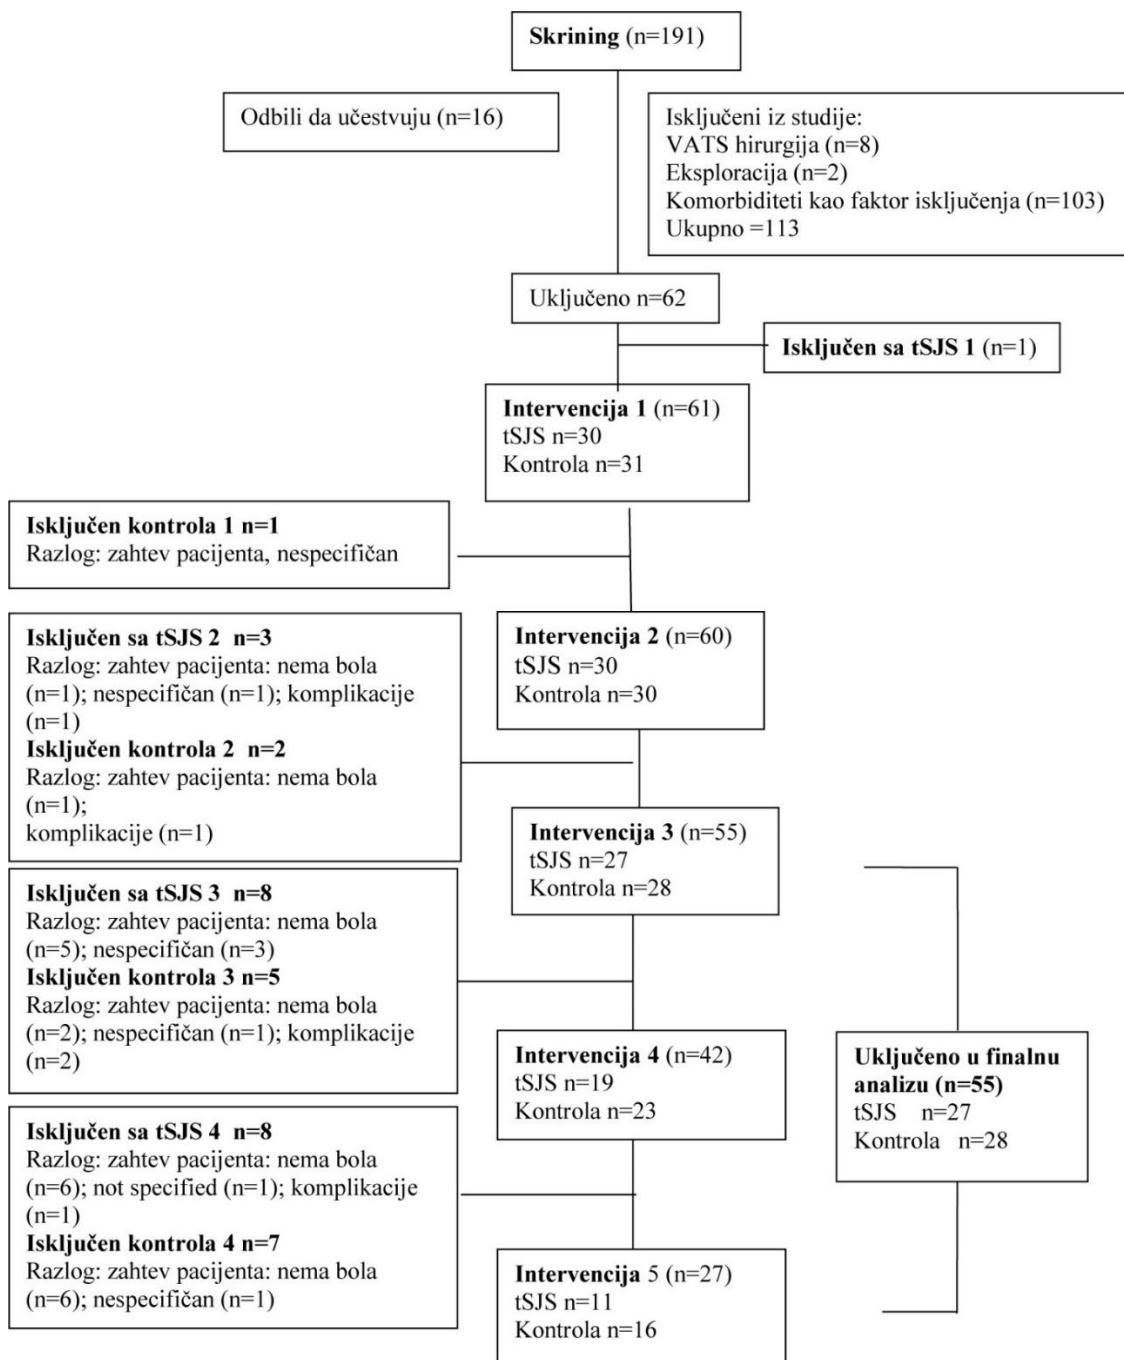 Skrining (n=191)
Odbili da učestvuju (n=16)
Isključeni iz studije:
VATS hirurgija (n=8)
Eksploracija (n=2)
Komorbiditeti kao faktor isključenja (n=103)
Ukupno =113
Uključeno n=62
Isključen sa tSJS 1 (n=1)
Intervencija 1 (n=61)
tSJS n=30
Kontrola n=31
Isključen kontrola 1 n=1
Razlog: zahtev pacijenta, nespecifičan
Intervencija 2 (n=60)
tSJS n=30
Kontrola n=30
Isključen sa tSJS 2 n=3
Razlog: zahtev pacijenta: nema bola
(n=1); nespecifičan (n=1); komplikacije
(n=1)
Isključen kontrola 2 n=2
Razlog: zahtev pacijenta: nema bola
(n=1);
komplikacije (n=1)
Intervencija 3 (n=55)
tSJS n=27
Kontrola n=28
Isključen sa tSJS 3 n=8
Razlog: zahtev pacijenta: nema bola
(n=5); nespecifičan (n=3)
Isključen kontrola 3 n=5
Razlog: zahtev pacijenta: nema bola
(n=2); nespecifičan (n=1); komplikacije
(n=2)
Intervencija 4 (n=42)
tSJS n=19
Kontrola n=23
Uključeno u finalnu
analizu (n=55)
tSJS n=27
Kontrola n=28
Isključen sa tSJS 4 n=8
Razlog: zahtev pacijenta: nema bola
(n=6); not specified (n=1); komplikacije
(n=1)
Isključen kontrola 4 n=7
Razlog: zahtev pacijenta: nema bola
(n=6); nespecifičan (n=1)
Intervencija 5 (n=27)
tSJS n=11
Kontrola n=16